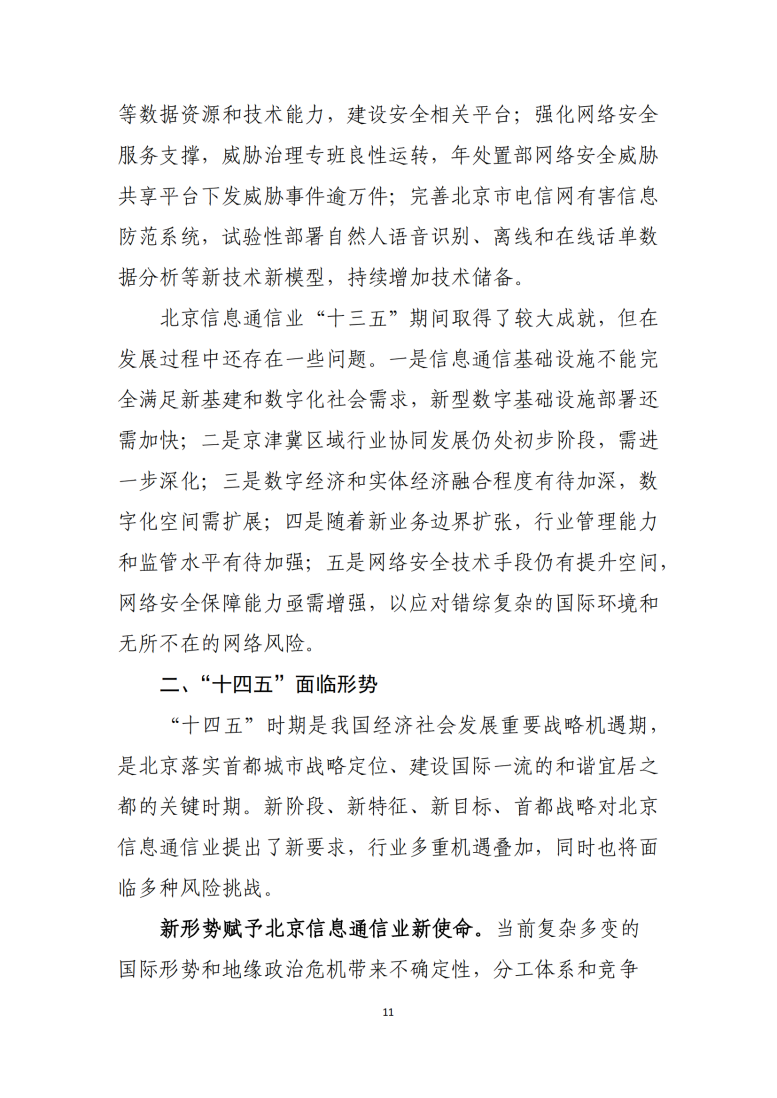 等数据资源和技术能力，建设安全相关平台；强化网络安全
服务支撑，威胁治理专班良性运转，年处置部网络安全威胁
共享平台下发威胁事件逾万件；完善北京市电信网有害信息
防范系统，试验性部署自然人语音识别、离线和在线话单数
据分析等新技术新模型，持续增加技术储备。
北京信息通信业“十三五”期间取得了较大成就，但在
发展过程中还存在一些问题。一是信息通信基础设施不能完
全满足新基建和数字化社会需求，新型数字基础设施部署还
需加快；二是京津冀区域行业协同发展仍处初步阶段，需进
一步深化；三是数字经济和实体经济融合程度有待加深，数
字化空间需扩展；四是随着新业务边界扩张，行业管理能力
和监管水平有待加强；五是网络安全技术手段仍有提升空间，
网络安全保障能力亟需增强，以应对错综复杂的国际环境和
无所不在的网络风险。
二、“十四五”面临形势
“十四五”时期是我国经济社会发展重要战略机遇期，
是北京落实首都城市战略定位、建设国际一流的和谐宜居之
都的关键时期。新阶段、新特征、新目标、首都战略对北京
信息通信业提出了新要求，行业多重机遇叠加，同时也将面
临多种风险挑战。
新形势赋予北京信息通信业新使命。当前复杂多变的
国际形势和地缘政治危机带来不确定性，分工体系和竞争
11